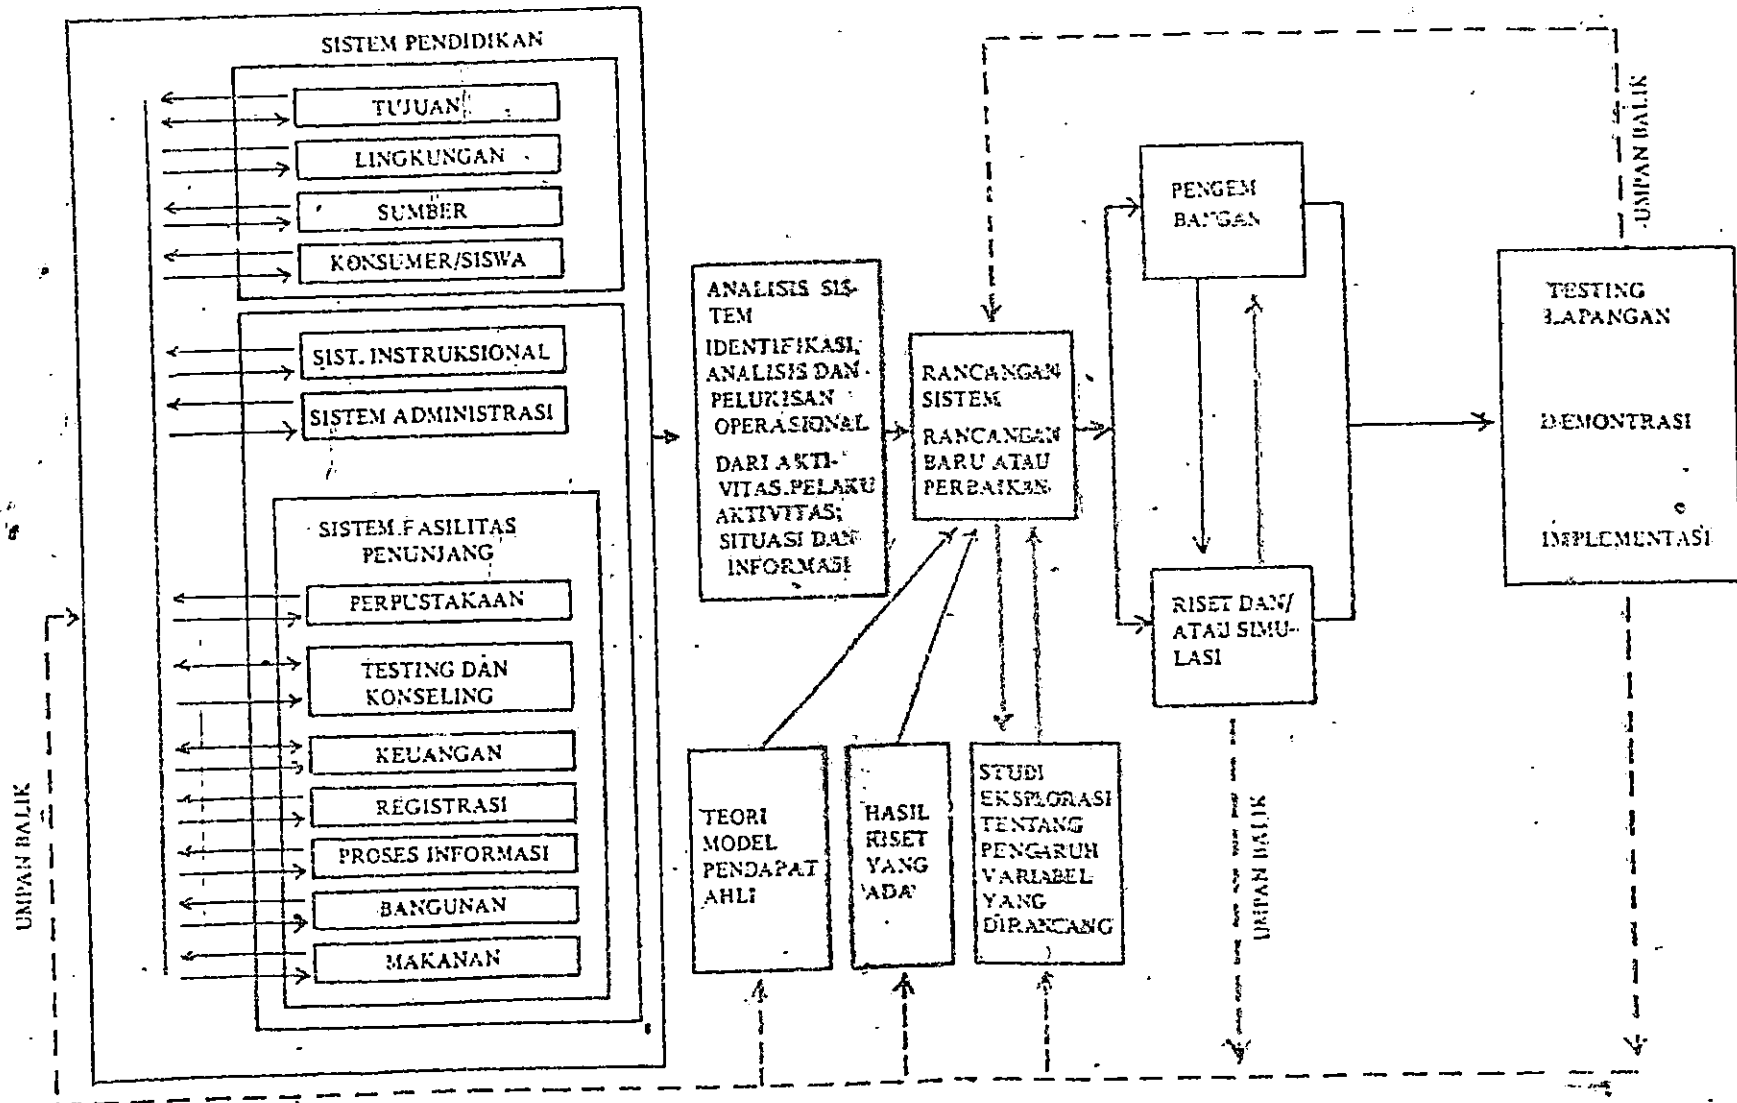 SISTEM PENDIDIKAN
TUJUAN
LINGKUNGAN
SUMBER
KONSUMER/SISWA
SIST. INSTRUKSIONAL
SISTEM ADMINISTRASI
SISTEM FASILITAS
PENUNJANG
PERPUSTAKAAN
TESTING DAN
KONSELING
KEUANGAN
REGISTRASI
PROSES INFORMASI
BANGUNAN
MAKANAN
UMPAN BALIK
ANALISIS SIS-
TEM
IDENTIFIKASI;
ANALISIS DAN
PELUKISAN
OPERASIONAL
DARI AKTI-
VITAS.PELAKU
AKTIVITAS;
SITUASI DAN
INFORMASI
RANCANGAN
SISTEM
RANCANGAN
BARU ATAU
PERBAIKAN
TEORI
MODEL
PENDAPAT
AHLI
HASIL
RISET
YANG
ADA
STUDI
EKSPLORASI
TENTANG
PENGARUH
VARIABEL
YANG
DIRANCANG
PENGEM
BANGAN
RISET DAN/
ATAU SIMU-
LASI
UMPAN BALIK
UMPAN BALIK
TESTING
LAPANGAN
DEMONTRASI
IMPLEMENTASI